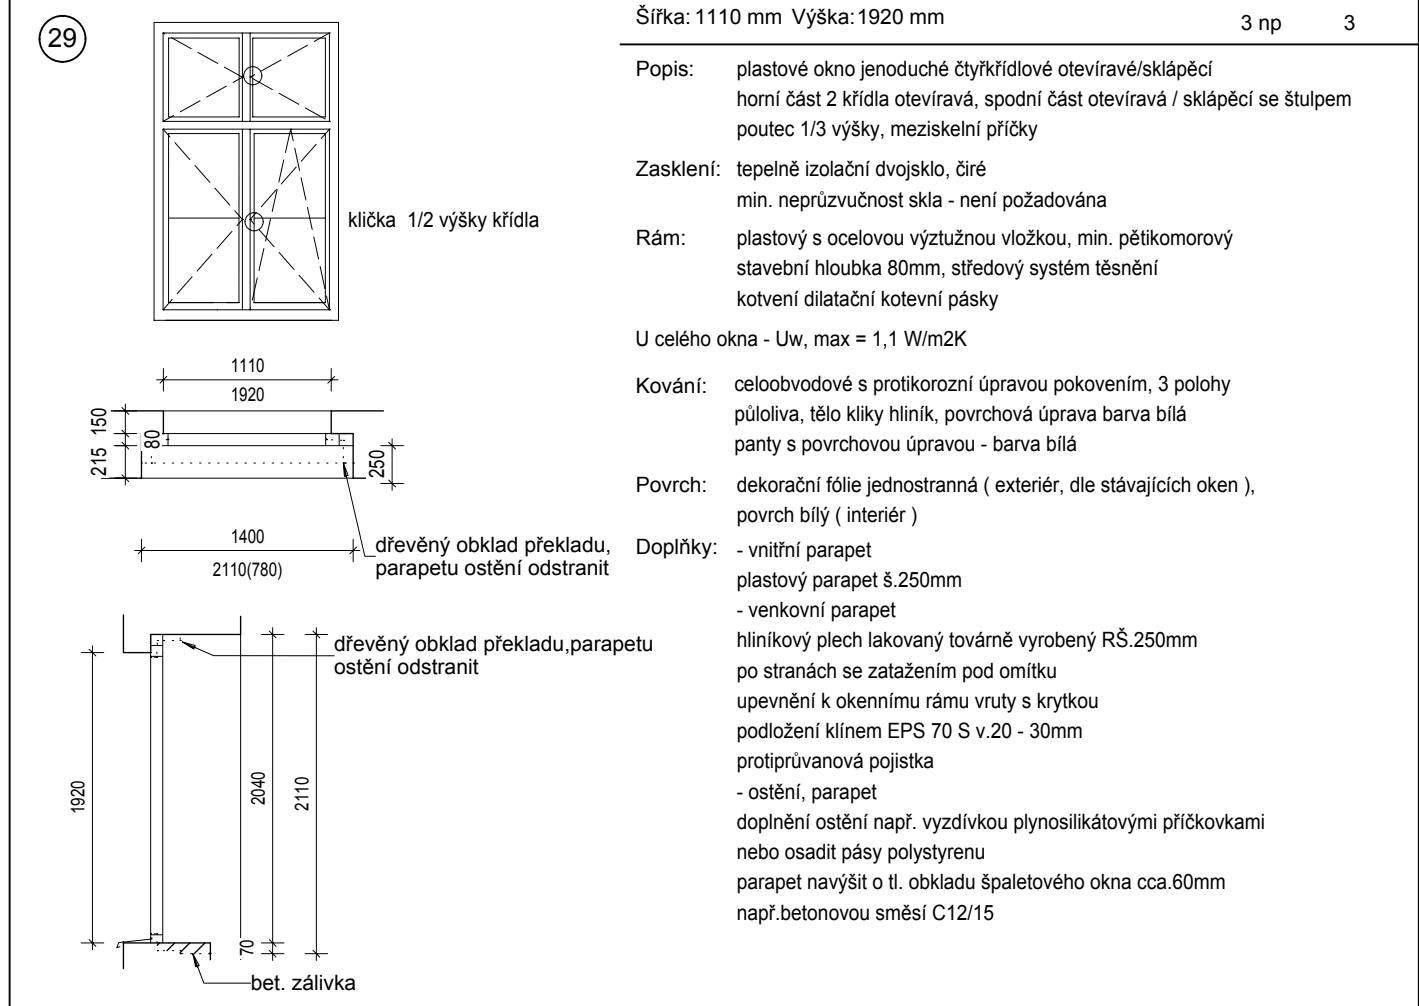 29
Šířka: 1110 mm Výška: 1920 mm
3 np 3
Popis: plastové okno jenoduché čtyřkřídlové otevíravé/sklápěcí
horní část 2 křídla otevíravá, spodní část otevíravá / sklápěcí se štulpem
poutec 1/3 výšky, meziskelní příčky
Zasklení: tepelně izolační dvojsklo, čiré
min. neprůzvučnost skla - není požadována
klička 1/2 výšky křídla
Rám: plastový s ocelovou výztužnou vložkou, min. pětikomorový
stavební hloubka 80mm, středový systém těsnění
kotvení dilatační kotevní pásky
U celého okna - Uw, max = 1,1 W/m2K
Kování: celoobvodové s protikorozní úpravou pokovením, 3 polohy
půloliva, tělo kliky hliník, povrchová úprava barva bílá
panty s povrchovou úpravou - barva bílá
Povrch: dekorační fólie jednostranná ( exteriér, dle stávajících oken ),
povrch bílý ( interiér )
Doplňky: - vnitřní parapet
plastový parapet š.250mm
- venkovní parapet
hliníkový plech lakovaný továrně vyrobený RŠ.250mm
po stranách se zatažením pod omítku
upevnění k okennímu rámu vruty s krytkou
podložení klínem EPS 70 S v.20 - 30mm
protiprůvanová pojistka
- ostění, parapet
doplnění ostění např. vyzdívkou plynosilikátovými příčkovkami
nebo osadit pásy polystyrenu
parapet navýšit o tl. obkladu špaletového okna cca.60mm
např.betonovou směsí C12/15
1110
1920
150
80
215
250
1400
2110(780)
dřevěný obklad překladu,
parapetu ostění odstranit
dřevěný obklad překladu,parapetu
ostění odstranit
1920
2040
2110
70
bet. zálivka